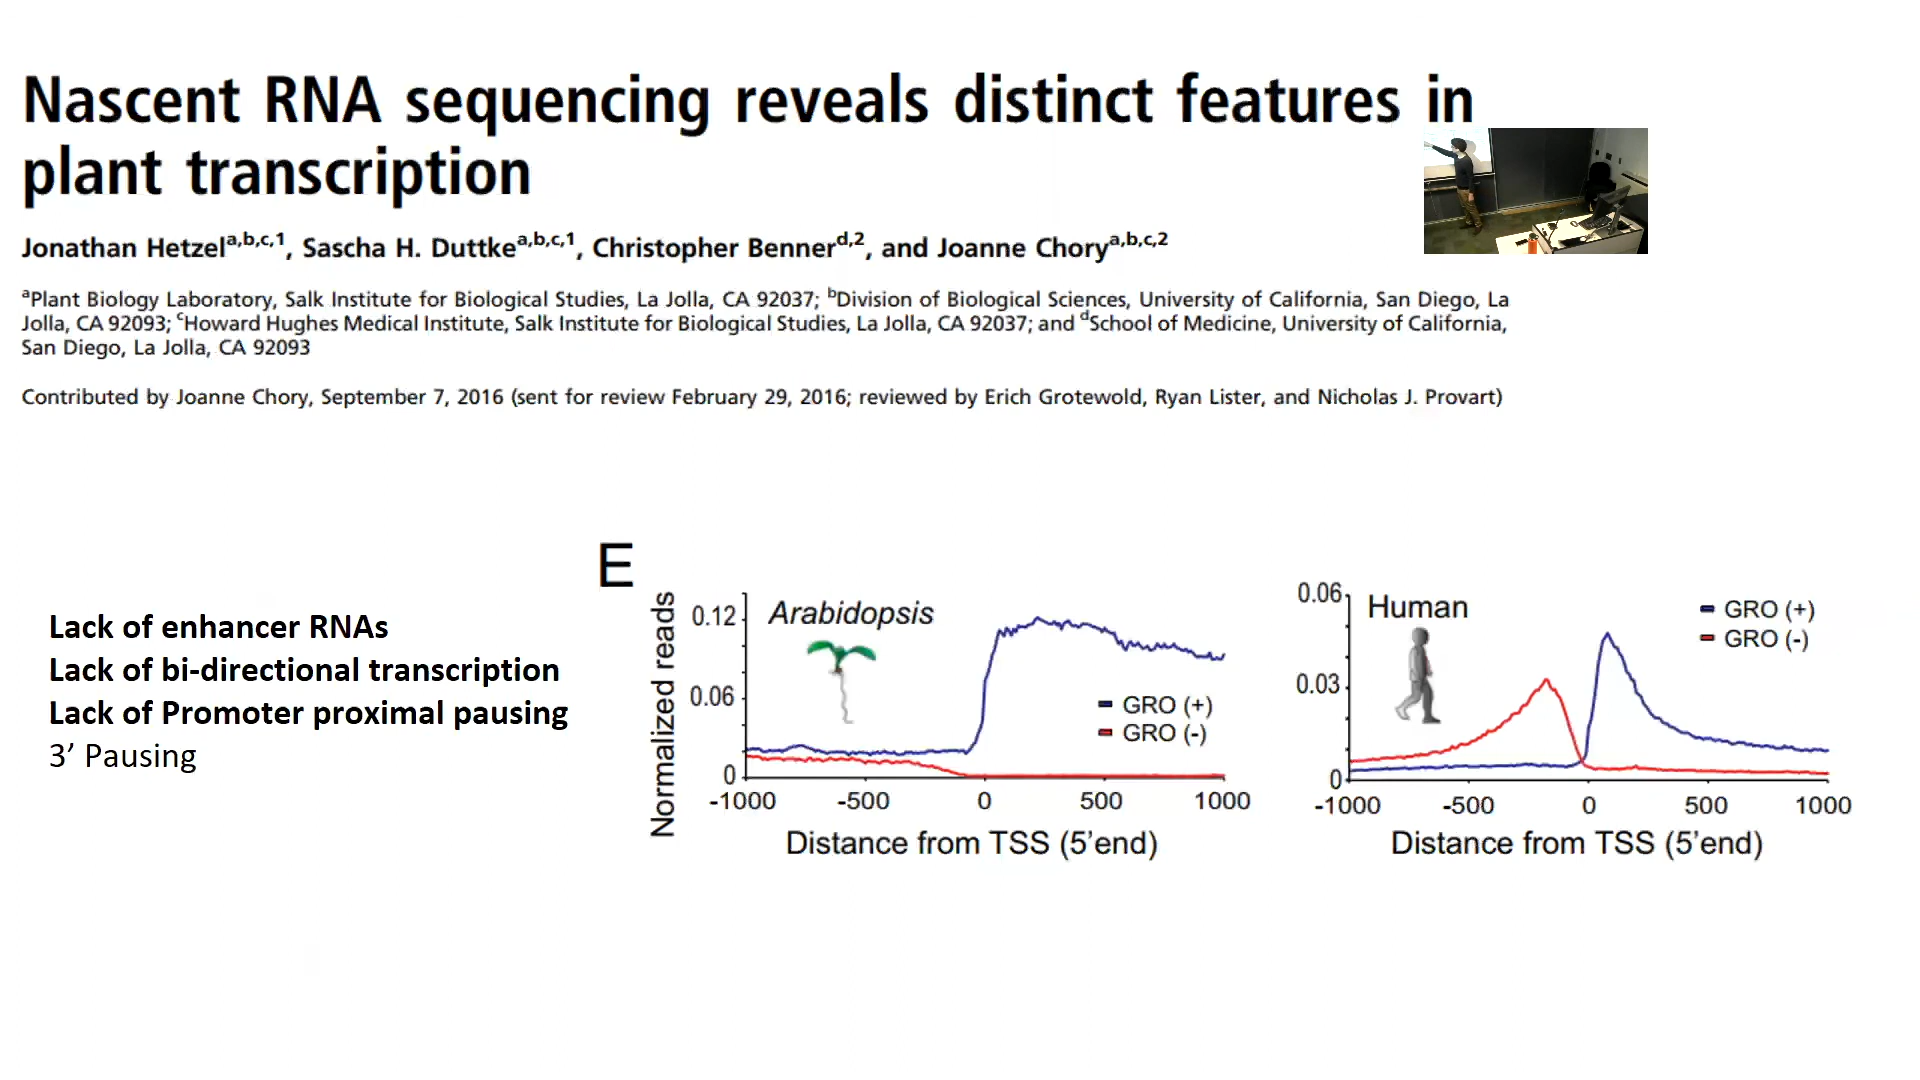 Nascent RNA sequencing reveals distinct features in
plant transcription
Jonathan Hetzela,b,c,1, Sascha H. Duttkea,b,c,1, Christopher Bennerd,2, and Joanne Chorya,b,c,2
aPlant Biology Laboratory, Salk Institute for Biological Studies, La Jolla, CA 92037; bDivision of Biological Sciences, University of California, San Diego, La
Jolla, CA 92093; cHoward Hughes Medical Institute, Salk Institute for Biological Studies, La Jolla, CA 92037; and dSchool of Medicine, University of California,
San Diego, La Jolla, CA 92093
Contributed by Joanne Chory, September 7, 2016 (sent for review February 29, 2016; reviewed by Erich Grotewold, Ryan Lister, and Nicholas J. Provart)
Lack of enhancer RNAs
Lack of bi-directional transcription
Lack of Promoter proximal pausing
3’ Pausing
E
Normalized reads
0.12
0.06
0
Arabidopsis
GRO (+)
GRO (-)
-1000 -500 0 500 1000
Distance from TSS (5’end)
0.06
0.03
0
Human
GRO (+)
GRO (-)
-1000 -500 0 500 1000
Distance from TSS (5’end)